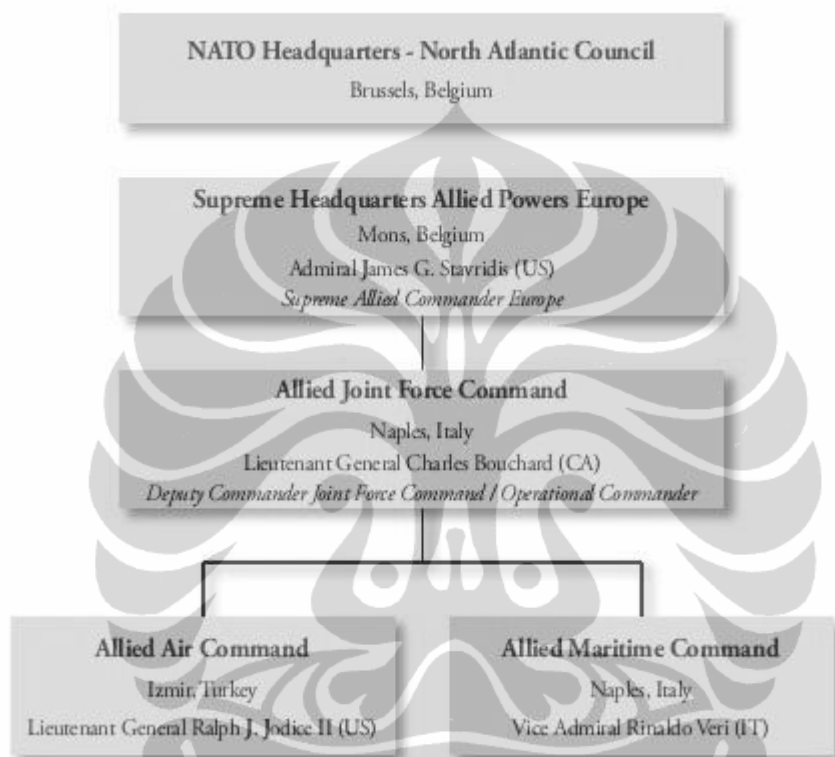 NATO Headquarters - North Atlantic Council
Brussels, Belgium
Supreme Headquarters Allied Powers Europe
Mons, Belgium
Admiral James G. Stavridis (US)
Supreme Allied Commander Europe
Allied Joint Force Command
Naples, Italy
Lieutenant General Charles Bouchard (CA)
Deputy Commander Joint Force Command / Operational Commander
Allied Air Command
Izmir, Turkey
Lieutenant General Ralph J. Jodice II (US)
Allied Maritime Command
Naples, Italy
Vice Admiral Rinaldo Veri (IT)